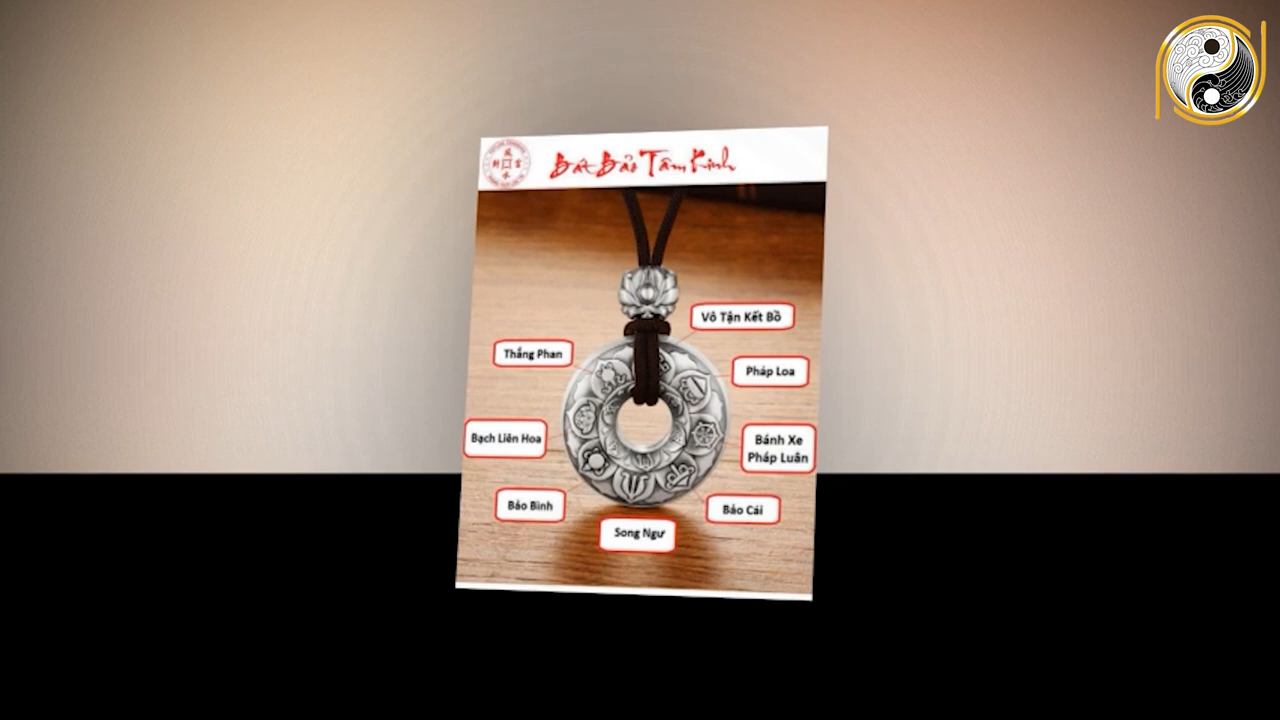 Bát Bảo Tâm Kinh
Vô Tận Kết Bồ
Thắng Phan
Pháp Loa
Bạch Liên Hoa
Bánh Xe
Pháp Luân
Bảo Bình
Bảo Cái
Song Ngư